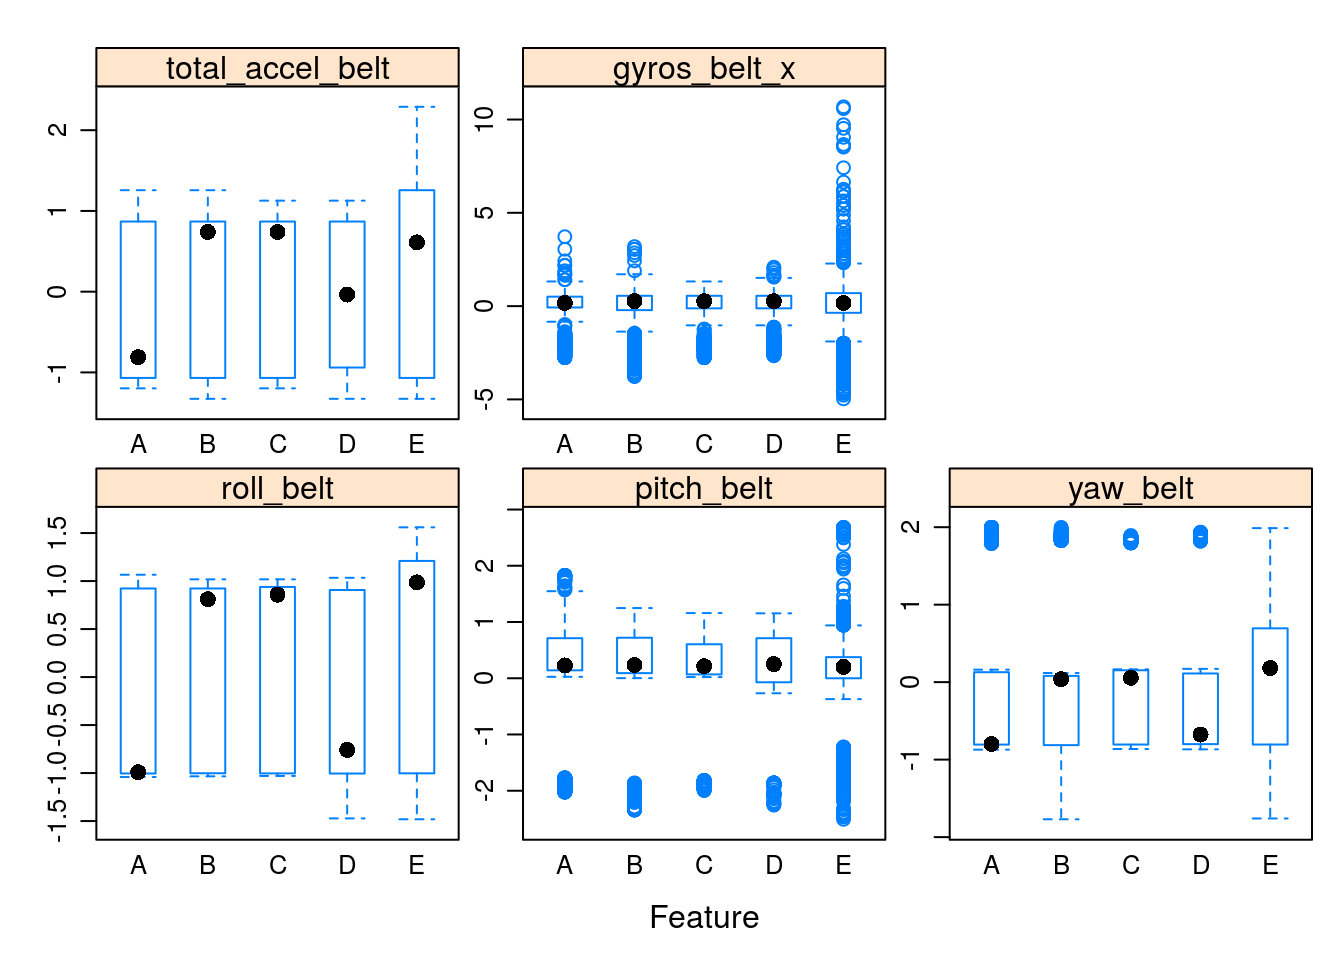 total_accel_belt
gyros_belt_x
2
1
0
-1
10
5
0
-5
A B C D E
A B C D E
roll_belt
pitch_belt
yaw_belt
1.5
1.0
0.5
0.0
-0.5
-1.0
-1.5
2
1
0
-1
-2
2
1
0
-1
A B C D E
A B C D E
A B C D E
Feature